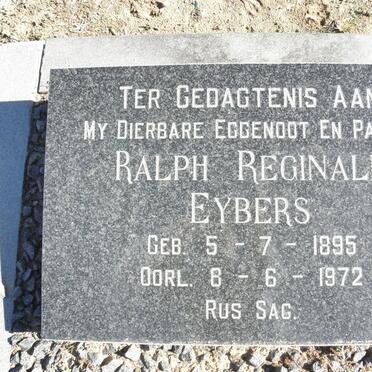 TER GEDAGTENIS AAN
MY DIERBARE EGGENOOT EN PA
RALPH REGINAL
EYBERS
GEB. 5 - 7 - 1895
OORL. 8 - 6 - 1972
RUS SAG.